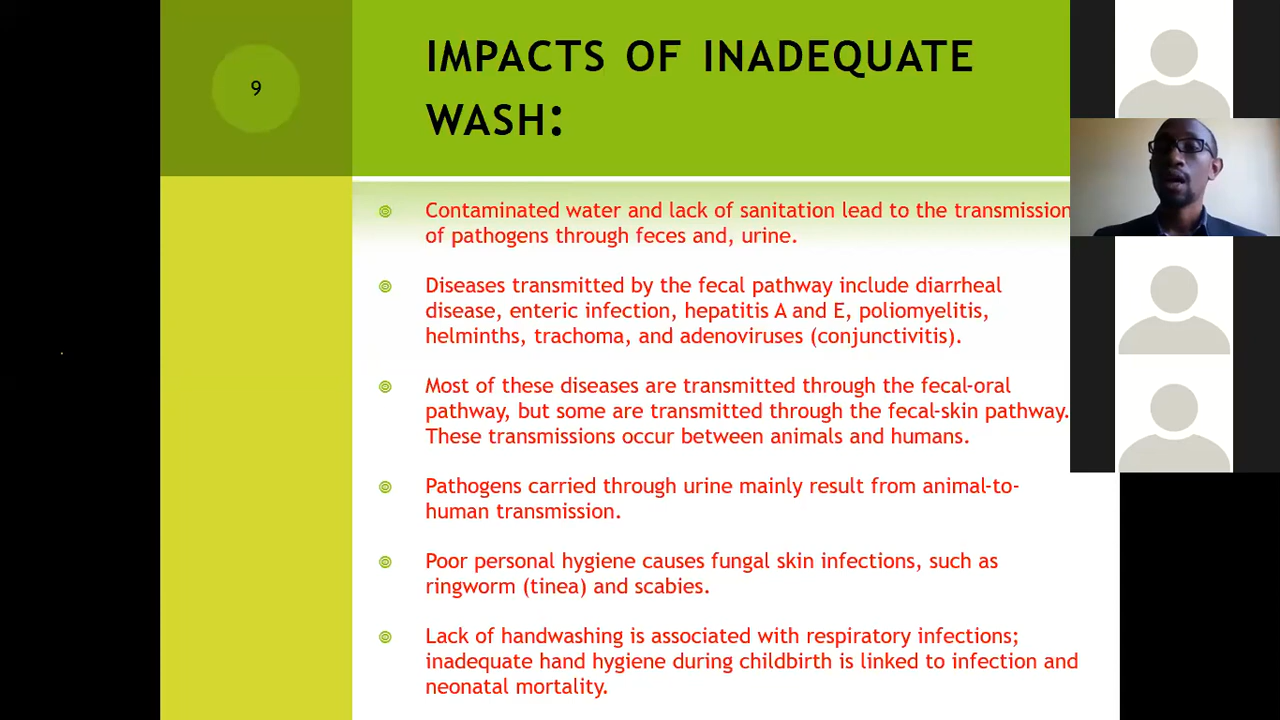 9
IMPACTS OF INADEQUATE
WASH:
Contaminated water and lack of sanitation lead to the transmission
of pathogens through feces and, urine.
Diseases transmitted by the fecal pathway include diarrheal
disease, enteric infection, hepatitis A and E, poliomyelitis,
helminths, trachoma, and adenoviruses (conjunctivitis).
Most of these diseases are transmitted through the fecal-oral
pathway, but some are transmitted through the fecal-skin pathway.
These transmissions occur between animals and humans.
Pathogens carried through urine mainly result from animal-to-
human transmission.
Poor personal hygiene causes fungal skin infections, such as
ringworm (tinea) and scabies.
Lack of handwashing is associated with respiratory infections;
inadequate hand hygiene during childbirth is linked to infection and
neonatal mortality.